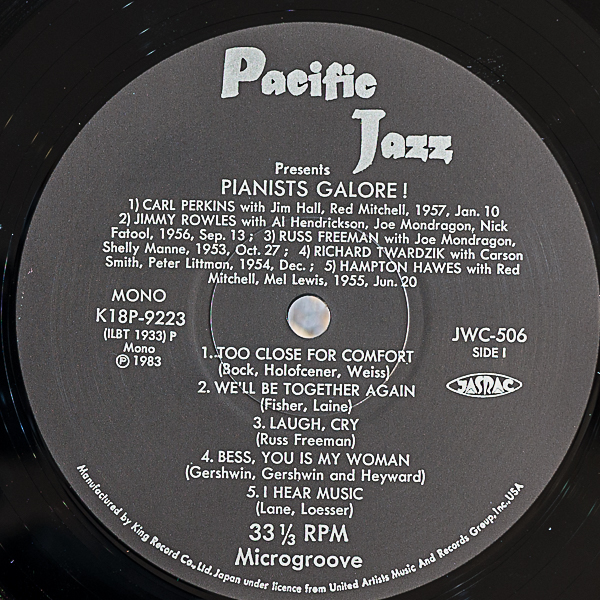 Pacific
Jazz
Presents
PIANISTS GALORE!
1) CARL PERKINS with Jim Hall, Red Mitchell, 1957, Jan. 10
2) JIMMY ROWLES with Al Hendrickson, Joe Mondragon, Nick
Fatool, 1956, Sep. 13 ; 3) RUSS FREEMAN with Joe Mondragon,
Shelly Manne, 1953, Oct. 27 ; 4) RICHARD TWARDZIK with Carson
Smith, Peter Littman, 1954, Dec. ; 5) HAMPTON HAWES with Red
Mitchell, Mel Lewis, 1955, Jun. 20
MONO
K18P-9223
(ILBT 1933) P
Mono
Ⓟ 1983
JWC-506
SIDE I
JASRAC
1. TOO CLOSE FOR COMFORT
(Bock, Holofcener, Weiss)
2. WE'LL BE TOGETHER AGAIN
(Fisher, Laine)
3. LAUGH, CRY
(Russ Freeman)
4. BESS, YOU IS MY WOMAN
(Gershwin, Gershwin and Heyward)
5. I HEAR MUSIC
(Lane, Loesser)
33 1/3 RPM
Microgroove
Manufactured by King Record Co., Ltd. Japan under licence from United Artists Music And Records Group, Inc. USA